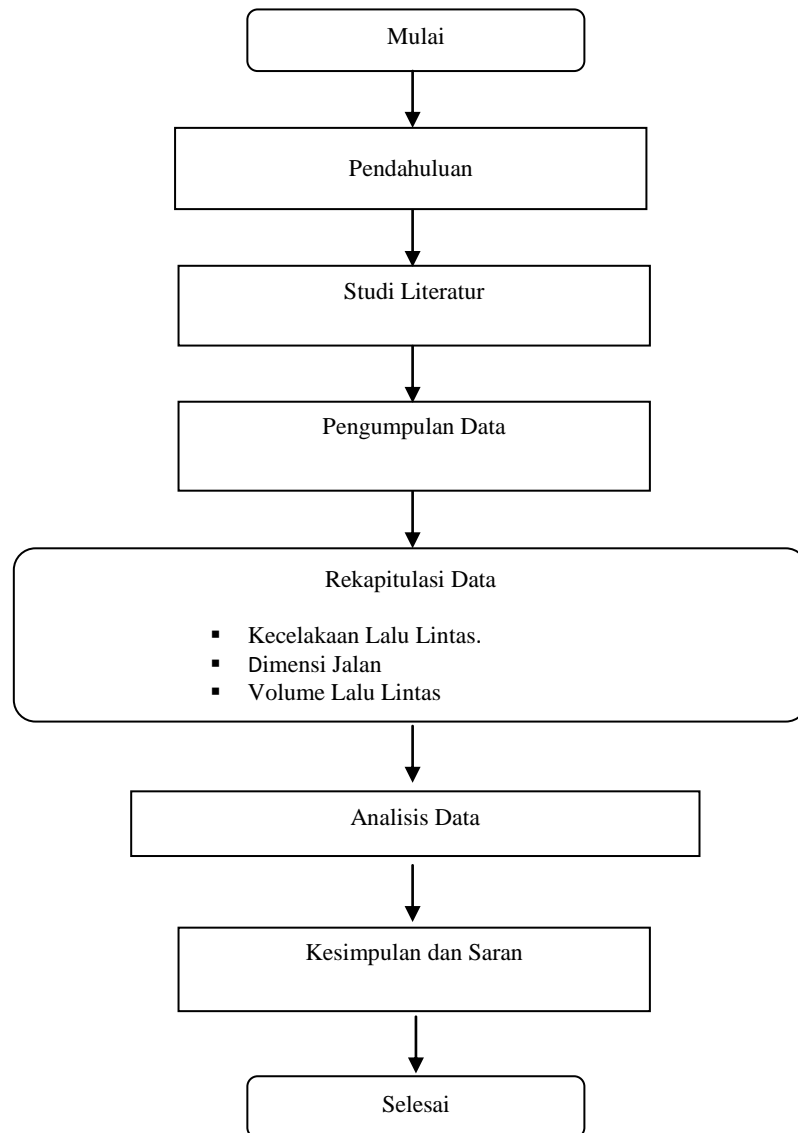 Mulai
Pendahuluan
Studi Literatur
Pengumpulan Data
Rekapitulasi Data
▪ Kecelakaan Lalu Lintas.
▪ Dimensi Jalan
▪ Volume Lalu Lintas
Analisis Data
Kesimpulan dan Saran
Selesai